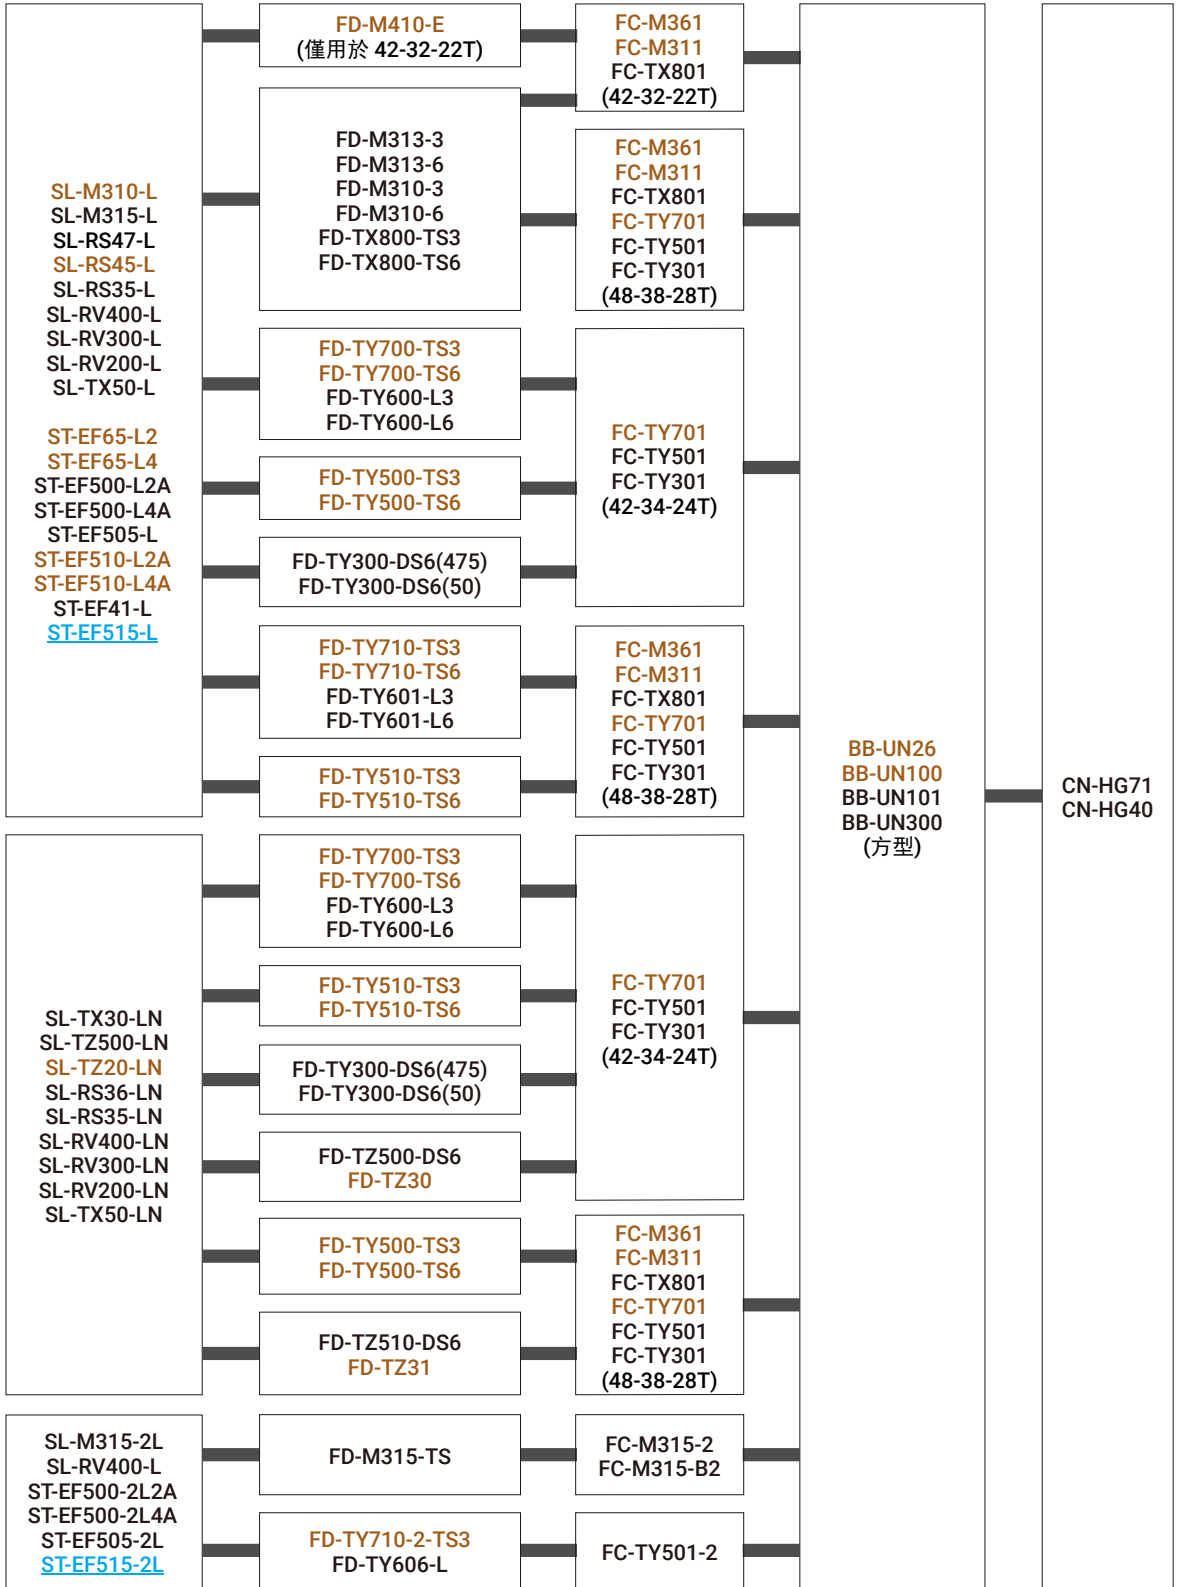 SL-M310-L
SL-M315-L
SL-RS47-L
SL-RS45-L
SL-RS35-L
SL-RV400-L
SL-RV300-L
SL-RV200-L
SL-TX50-L
ST-EF65-L2
ST-EF65-L4
ST-EF500-L2A
ST-EF500-L4A
ST-EF505-L
ST-EF510-L2A
ST-EF510-L4A
ST-EF41-L
ST-EF515-L
FD-M410-E
(僅用於 42-32-22T)
FD-M313-3
FD-M313-6
FD-M310-3
FD-M310-6
FD-TX800-TS3
FD-TX800-TS6
FD-TY700-TS3
FD-TY700-TS6
FD-TY600-L3
FD-TY600-L6
FD-TY500-TS3
FD-TY500-TS6
FD-TY300-DS6(475)
FD-TY300-DS6(50)
FD-TY710-TS3
FD-TY710-TS6
FD-TY601-L3
FD-TY601-L6
FD-TY510-TS3
FD-TY510-TS6
FC-M361
FC-M311
FC-TX801
(42-32-22T)
FC-M361
FC-M311
FC-TX801
FC-TY701
FC-TY501
FC-TY301
(48-38-28T)
FC-TY701
FC-TY501
FC-TY301
(42-34-24T)
FC-M361
FC-M311
FC-TX801
FC-TY701
FC-TY501
FC-TY301
(48-38-28T)
SL-TX30-LN
SL-TZ500-LN
SL-TZ20-LN
SL-RS36-LN
SL-RS35-LN
SL-RV400-LN
SL-RV300-LN
SL-RV200-LN
SL-TX50-LN
FD-TY700-TS3
FD-TY700-TS6
FD-TY600-L3
FD-TY600-L6
FD-TY510-TS3
FD-TY510-TS6
FD-TY300-DS6(475)
FD-TY300-DS6(50)
FD-TZ500-DS6
FD-TZ30
FD-TY500-TS3
FD-TY500-TS6
FD-TZ510-DS6
FD-TZ31
FC-TY701
FC-TY501
FC-TY301
(42-34-24T)
FC-M361
FC-M311
FC-TX801
FC-TY701
FC-TY501
FC-TY301
(48-38-28T)
SL-M315-2L
SL-RV400-L
ST-EF500-2L2A
ST-EF500-2L4A
ST-EF505-2L
ST-EF515-2L
FD-M315-TS
FD-TY710-2-TS3
FD-TY606-L
FC-M315-2
FC-M315-B2
FC-TY501-2
BB-UN26
BB-UN100
BB-UN101
BB-UN300
(方型)
CN-HG71
CN-HG40